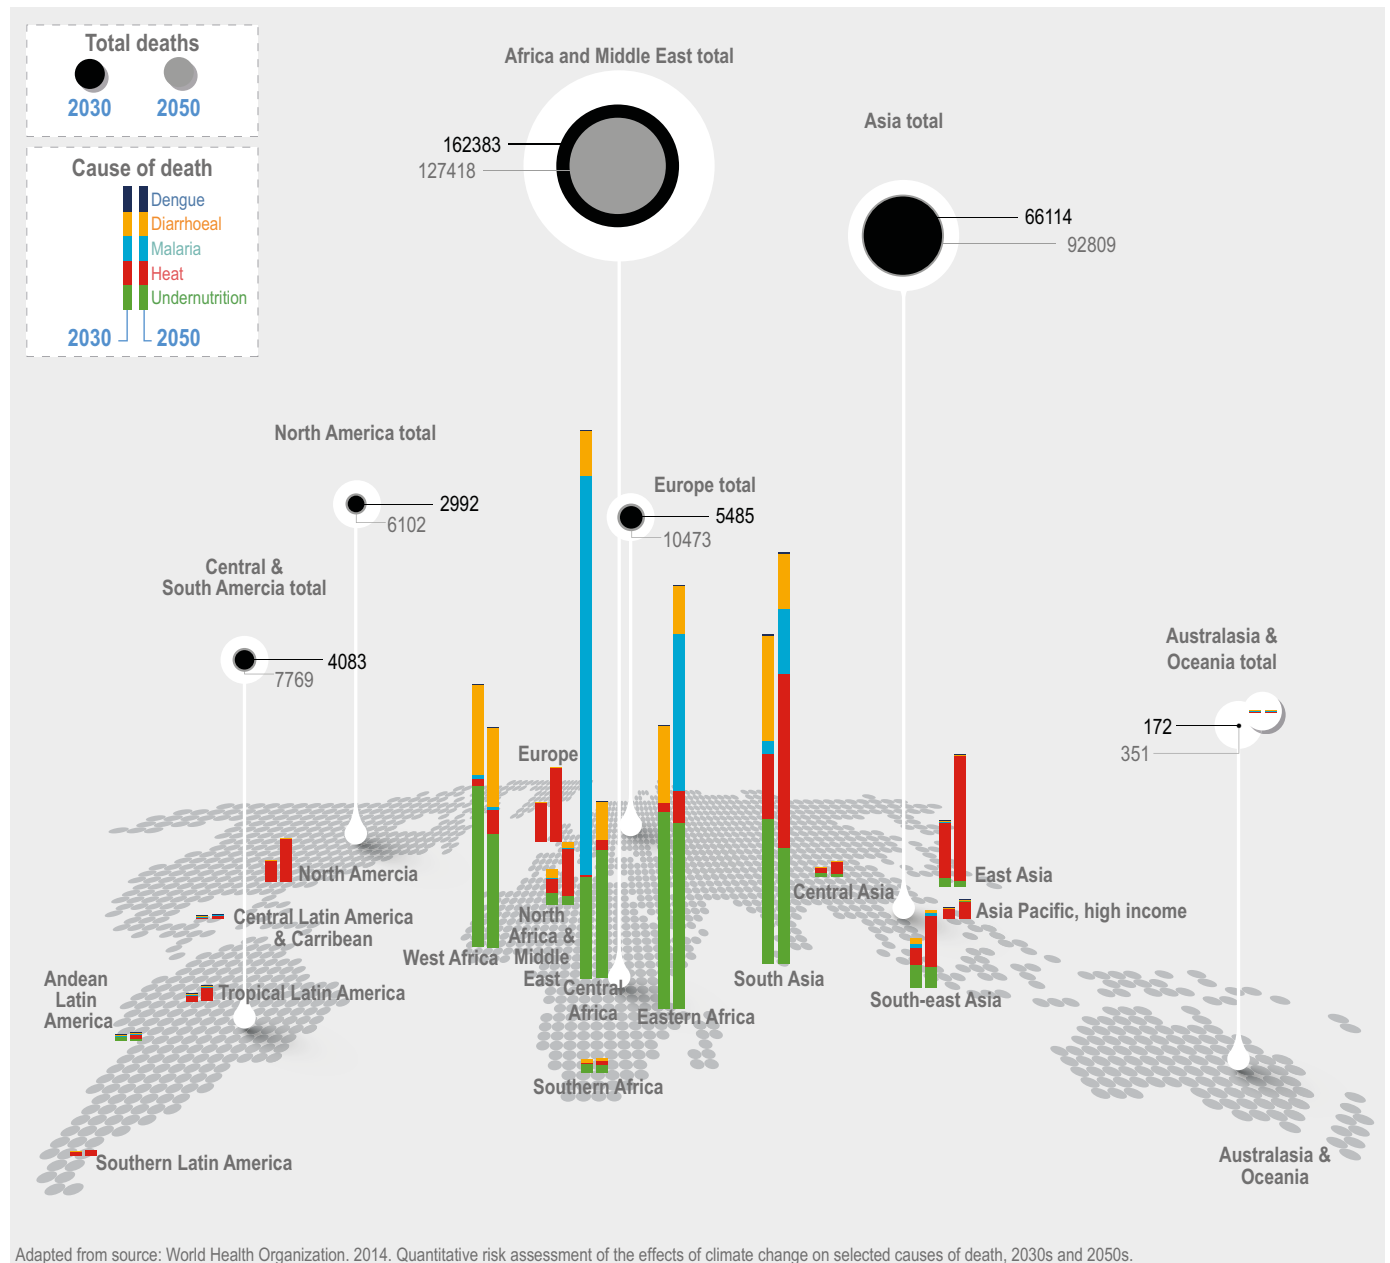 Total deaths
2030
2050
Cause of death
Dengue
Diarrhoeal
Malaria
Heat
Undernutrition
2030
2050
Africa and Middle East total
162383
127418
Asia total
66114
92809
North America total
2992
6102
Europe total
5485
10473
Central &
South Amercia total
4083
7769
Australasia &
Oceania total
172
351
Europe
North Amercia
Central Latin America
& Carribean
Andean
Latin
America
Tropical Latin America
Southern Latin America
West Africa
North
Africa &
Middle
East
Central
Africa
Eastern Africa
Southern Africa
South Asia
Central Asia
East Asia
Asia Pacific, high income
South-east Asia
Australasia &
Oceania
Adapted from source: World Health Organization. 2014. Quantitative risk assessment of the effects of climate change on selected causes of death, 2030s and 2050s.